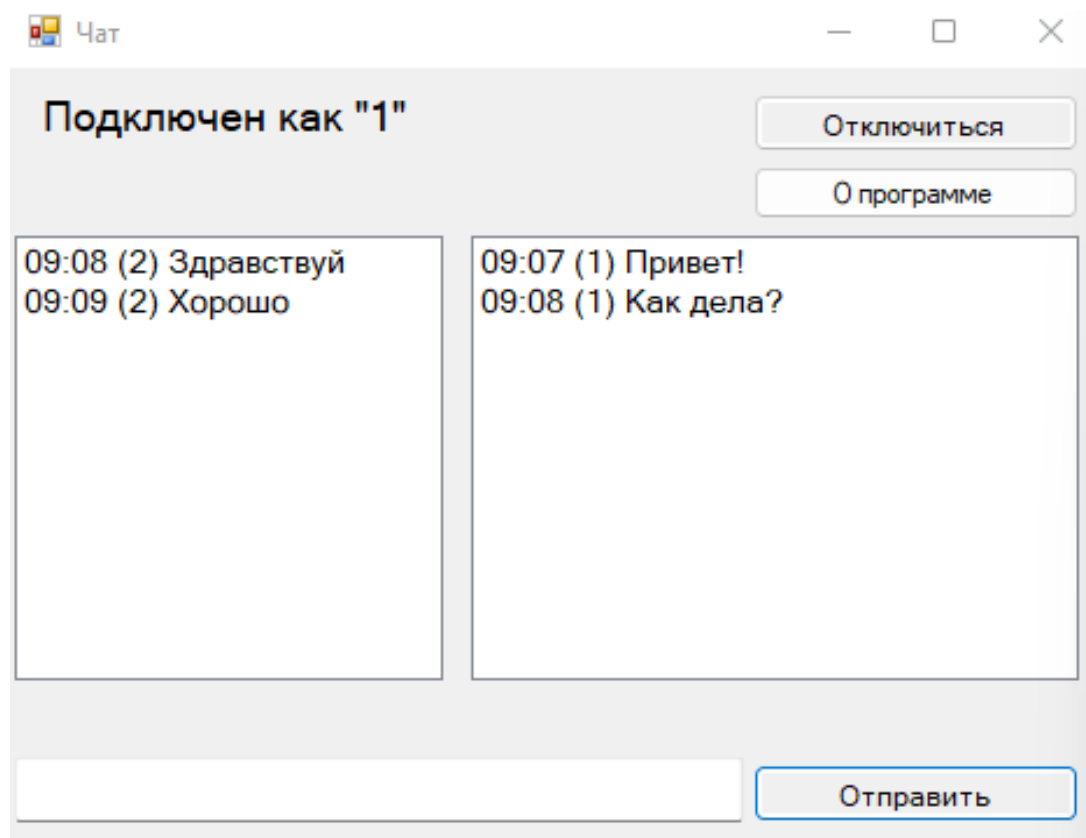 Чат
Подключен как "1"
Отключиться
О программе
09:08 (2) Здравствуй
09:09 (2) Хорошо
09:07 (1) Привет!
09:08 (1) Как дела?
Отправить